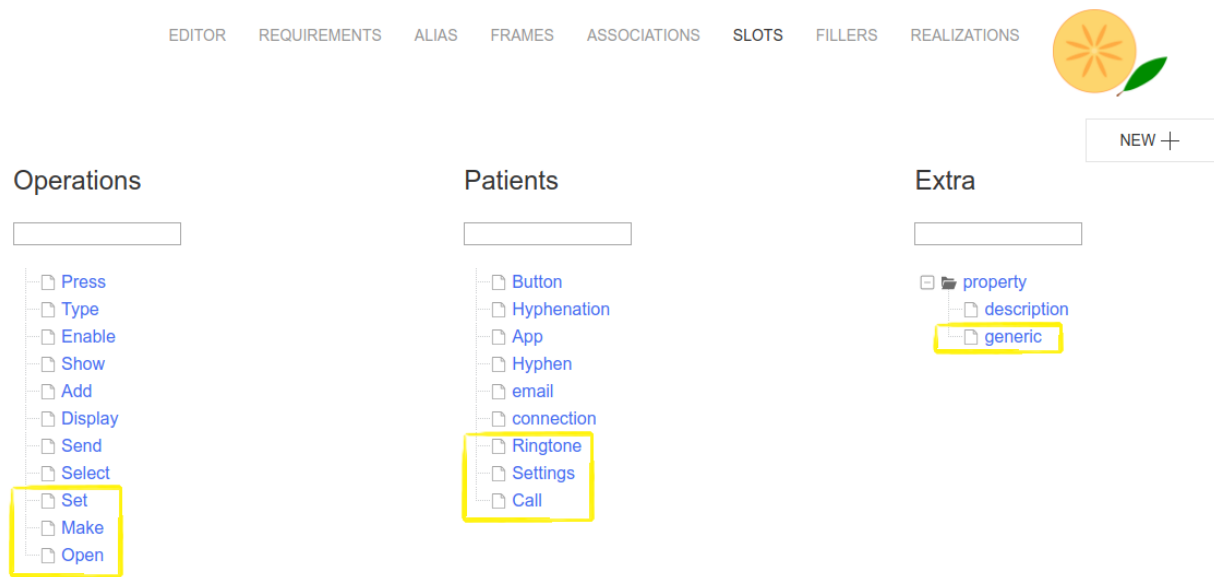 EDITOR REQUIREMENTS ALIAS FRAMES ASSOCIATIONS SLOTS FILLERS REALIZATIONS
NEW
Operations
Press
Type
Enable
Show
Add
Display
Send
Select
Set
Make
Open
Patients
Button
Hyphenation
App
Hyphen
email
connection
Ringtone
Settings
Call
Extra
property
description
generic